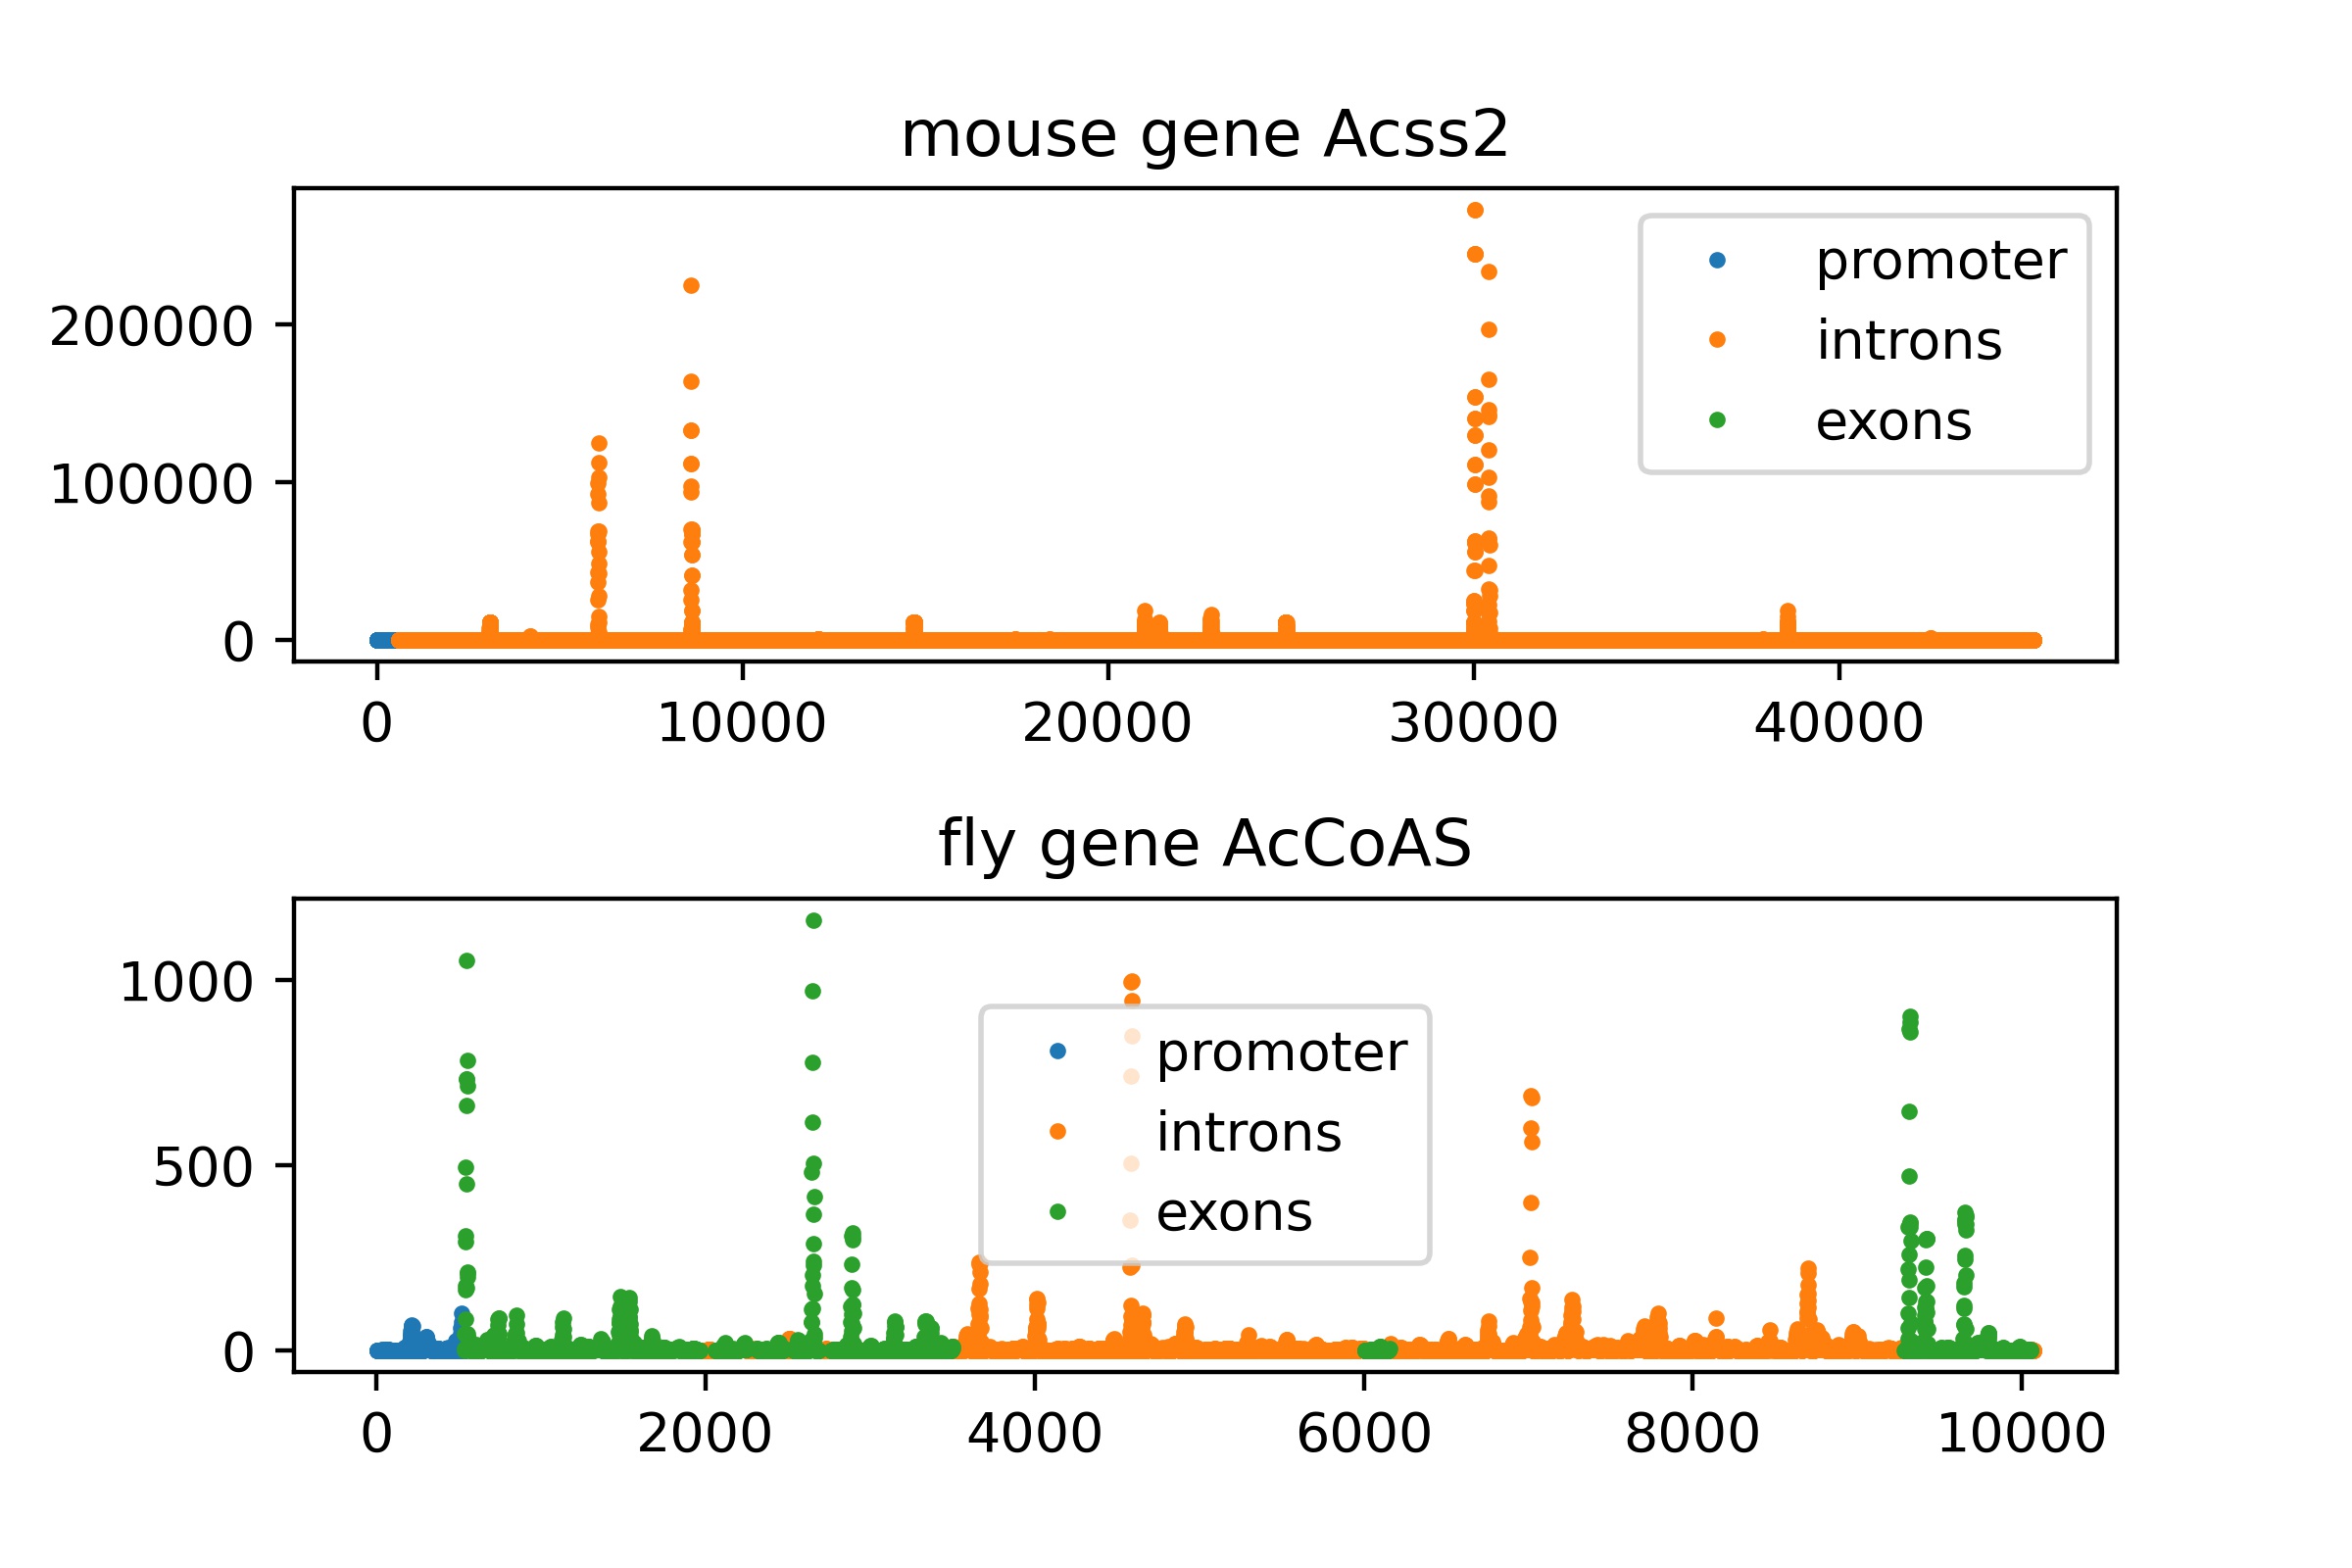 mouse gene Acss2
200000
100000
0
promoter
introns
exons
0 10000 20000 30000 40000
fly gene AcCoAS
1000
500
0
promoter
introns
exons
0 2000 4000 6000 8000 10000